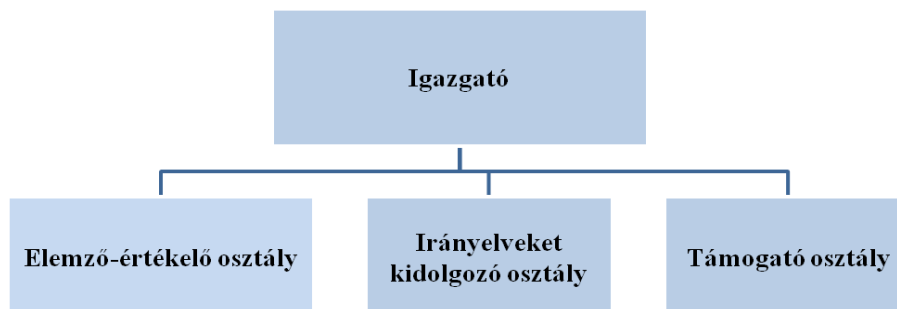 Igazgató
Elemző-értékelő osztály
Irányelveket
kidolgozó osztály
Támogató osztály